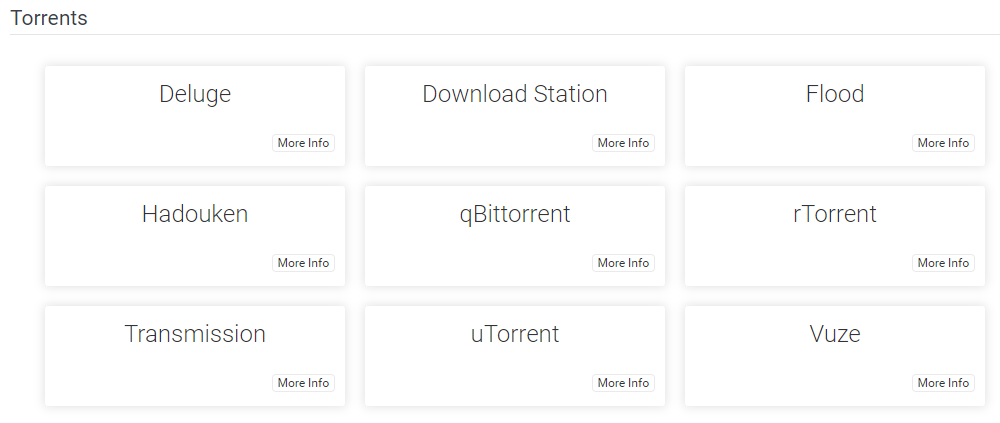 Torrents
Deluge
More Info
Download Station
More Info
Flood
More Info
Hadouken
More Info
qBittorrent
More Info
rTorrent
More Info
Transmission
More Info
uTorrent
More Info
Vuze
More Info